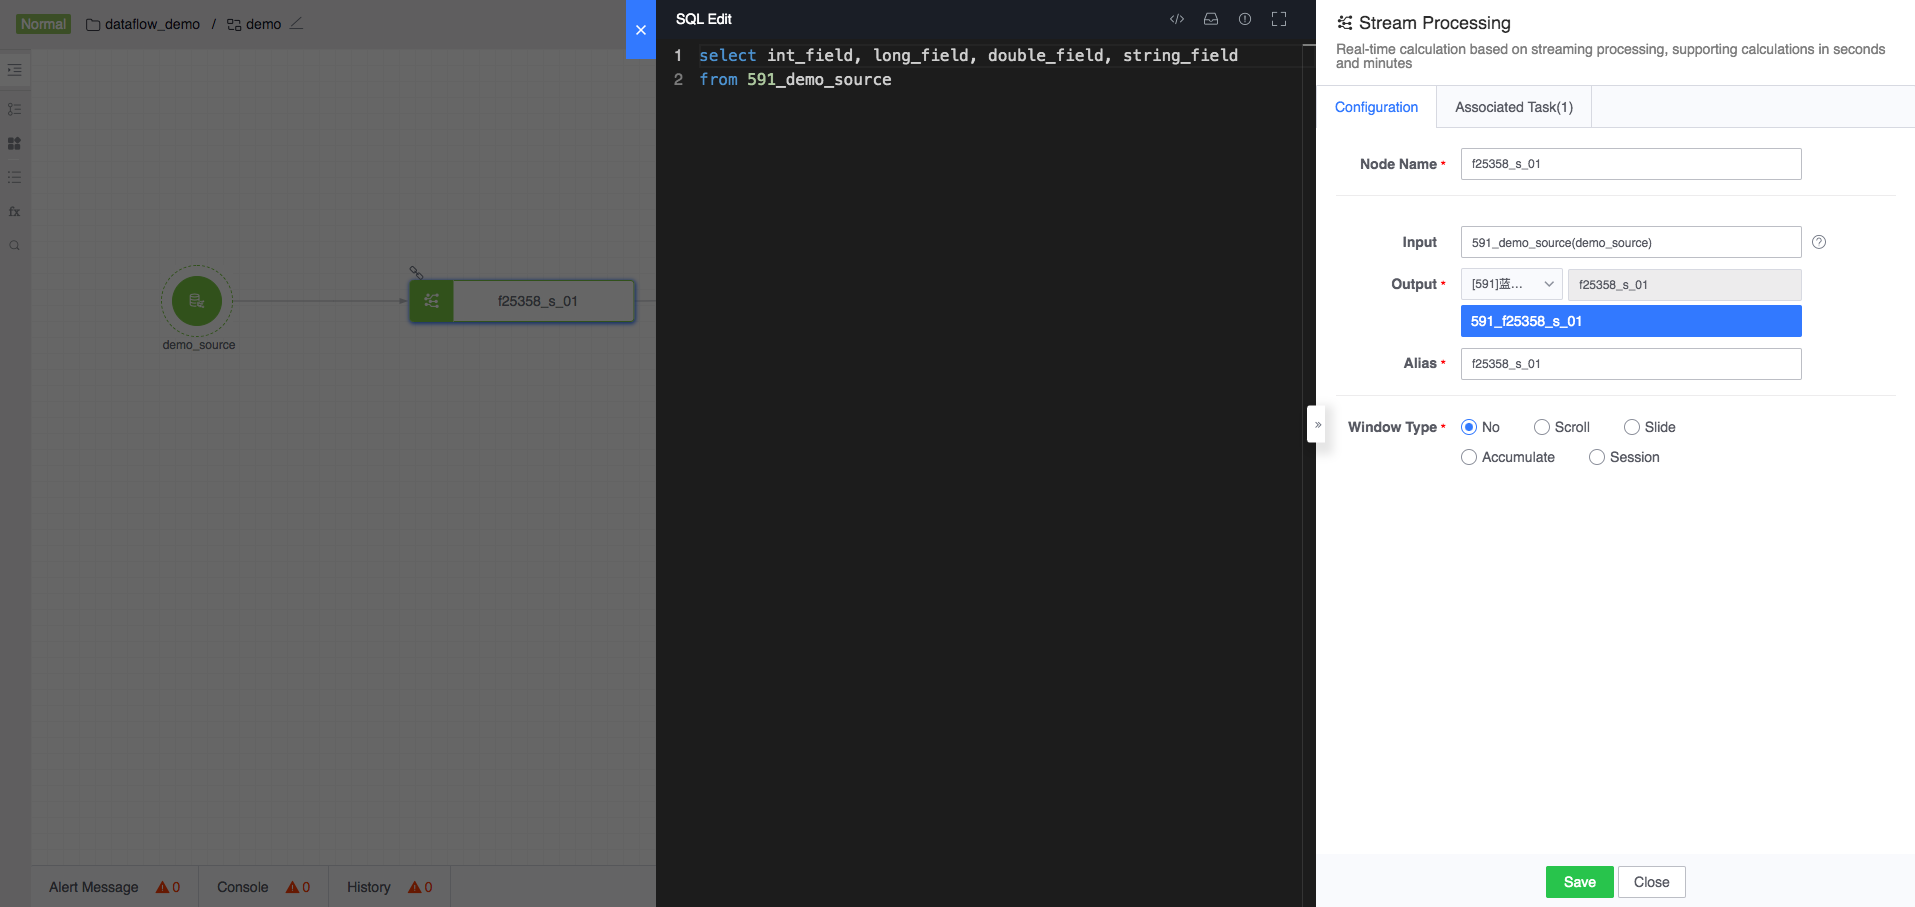 Normal dataflow_demo / demo
demo_source
f25358_s_01
Alert Message 0 Console 0 History 0
SQL Edit
1 select int_field, long_field, double_field, string_field
2 from 591_demo_source
Stream Processing
Real-time calculation based on streaming processing, supporting calculations in seconds
and minutes
Configuration Associated Task(1)
Node Name * f25358_s_01
Input 591_demo_source(demo_source)
Output * [591]蓝... f25358_s_01
591_f25358_s_01
Alias * f25358_s_01
Window Type * No Scroll Slide
Accumulate Session
Save Close